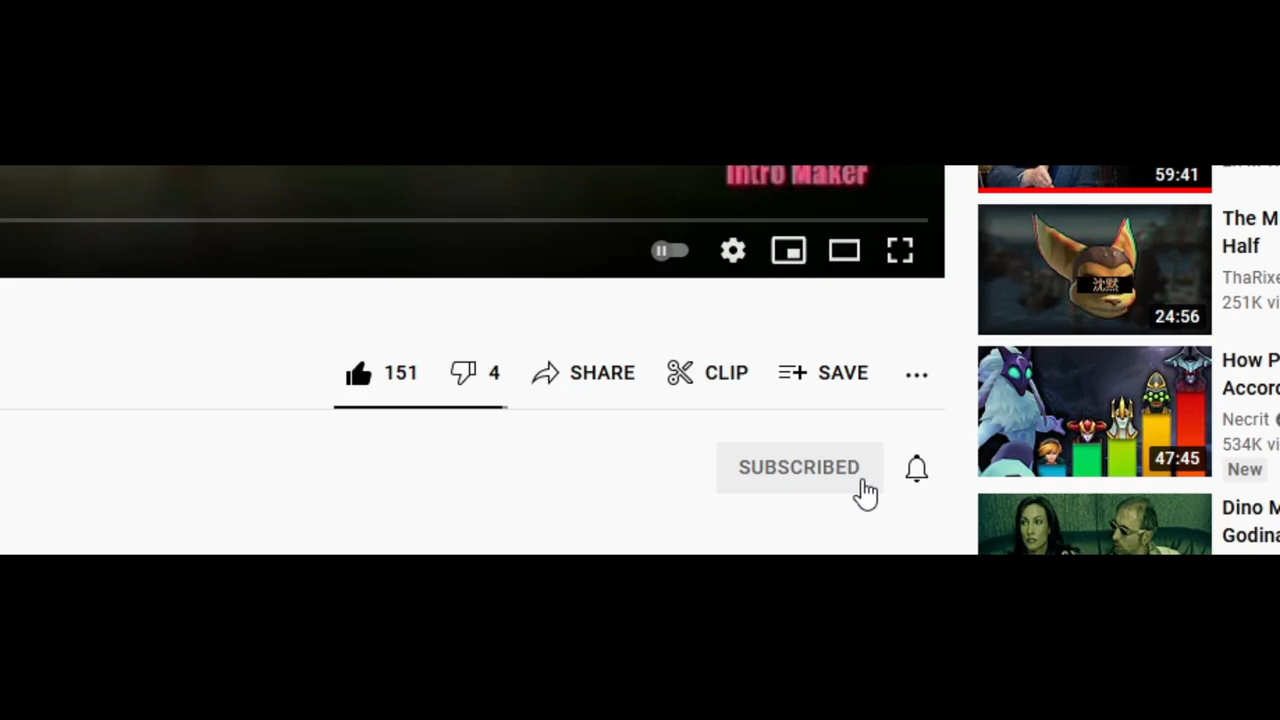 Intro Maker
59:41
The M
Half
沈黙
24:56
ThaRixe
251K vi
151
4
SHARE
CLIP
SAVE
How P
Accord
Necrit
534K vi
47:45
New
SUBSCRIBED
Dino M
Godina